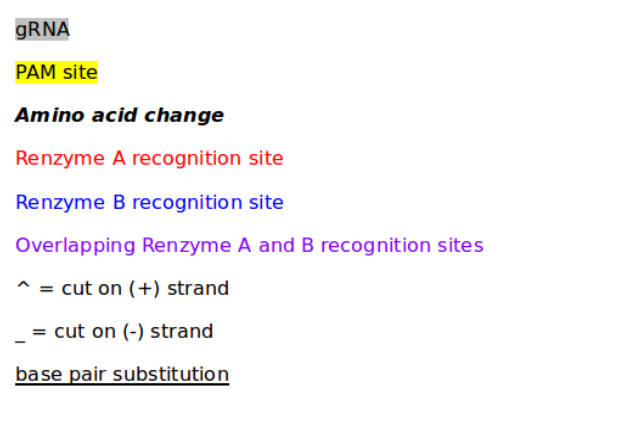 gRNA
PAM site
Amino acid change
Renzyme A recognition site
Renzyme B recognition site
Overlapping Renzyme A and B recognition sites
^ = cut on (+) strand
_ = cut on (-) strand
base pair substitution